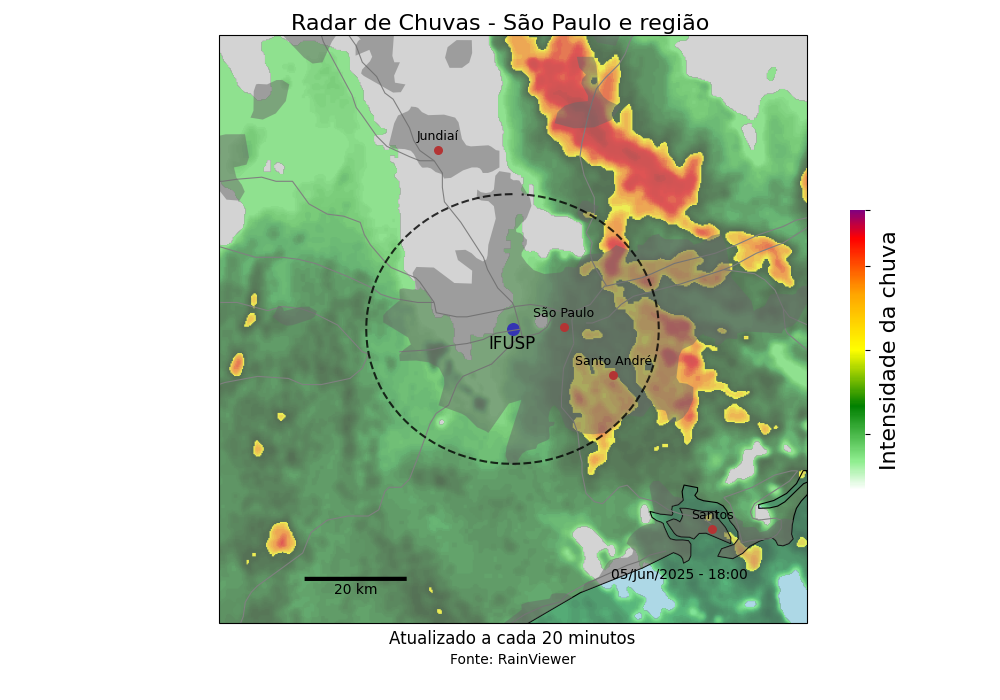 Radar de Chuvas - São Paulo e região
Jundiaí
São Paulo
IFUSP
Santo André
Santos
05/Jun/2025 - 18:00
20 km
Intensidade da chuva
Atualizado a cada 20 minutos
Fonte: RainViewer